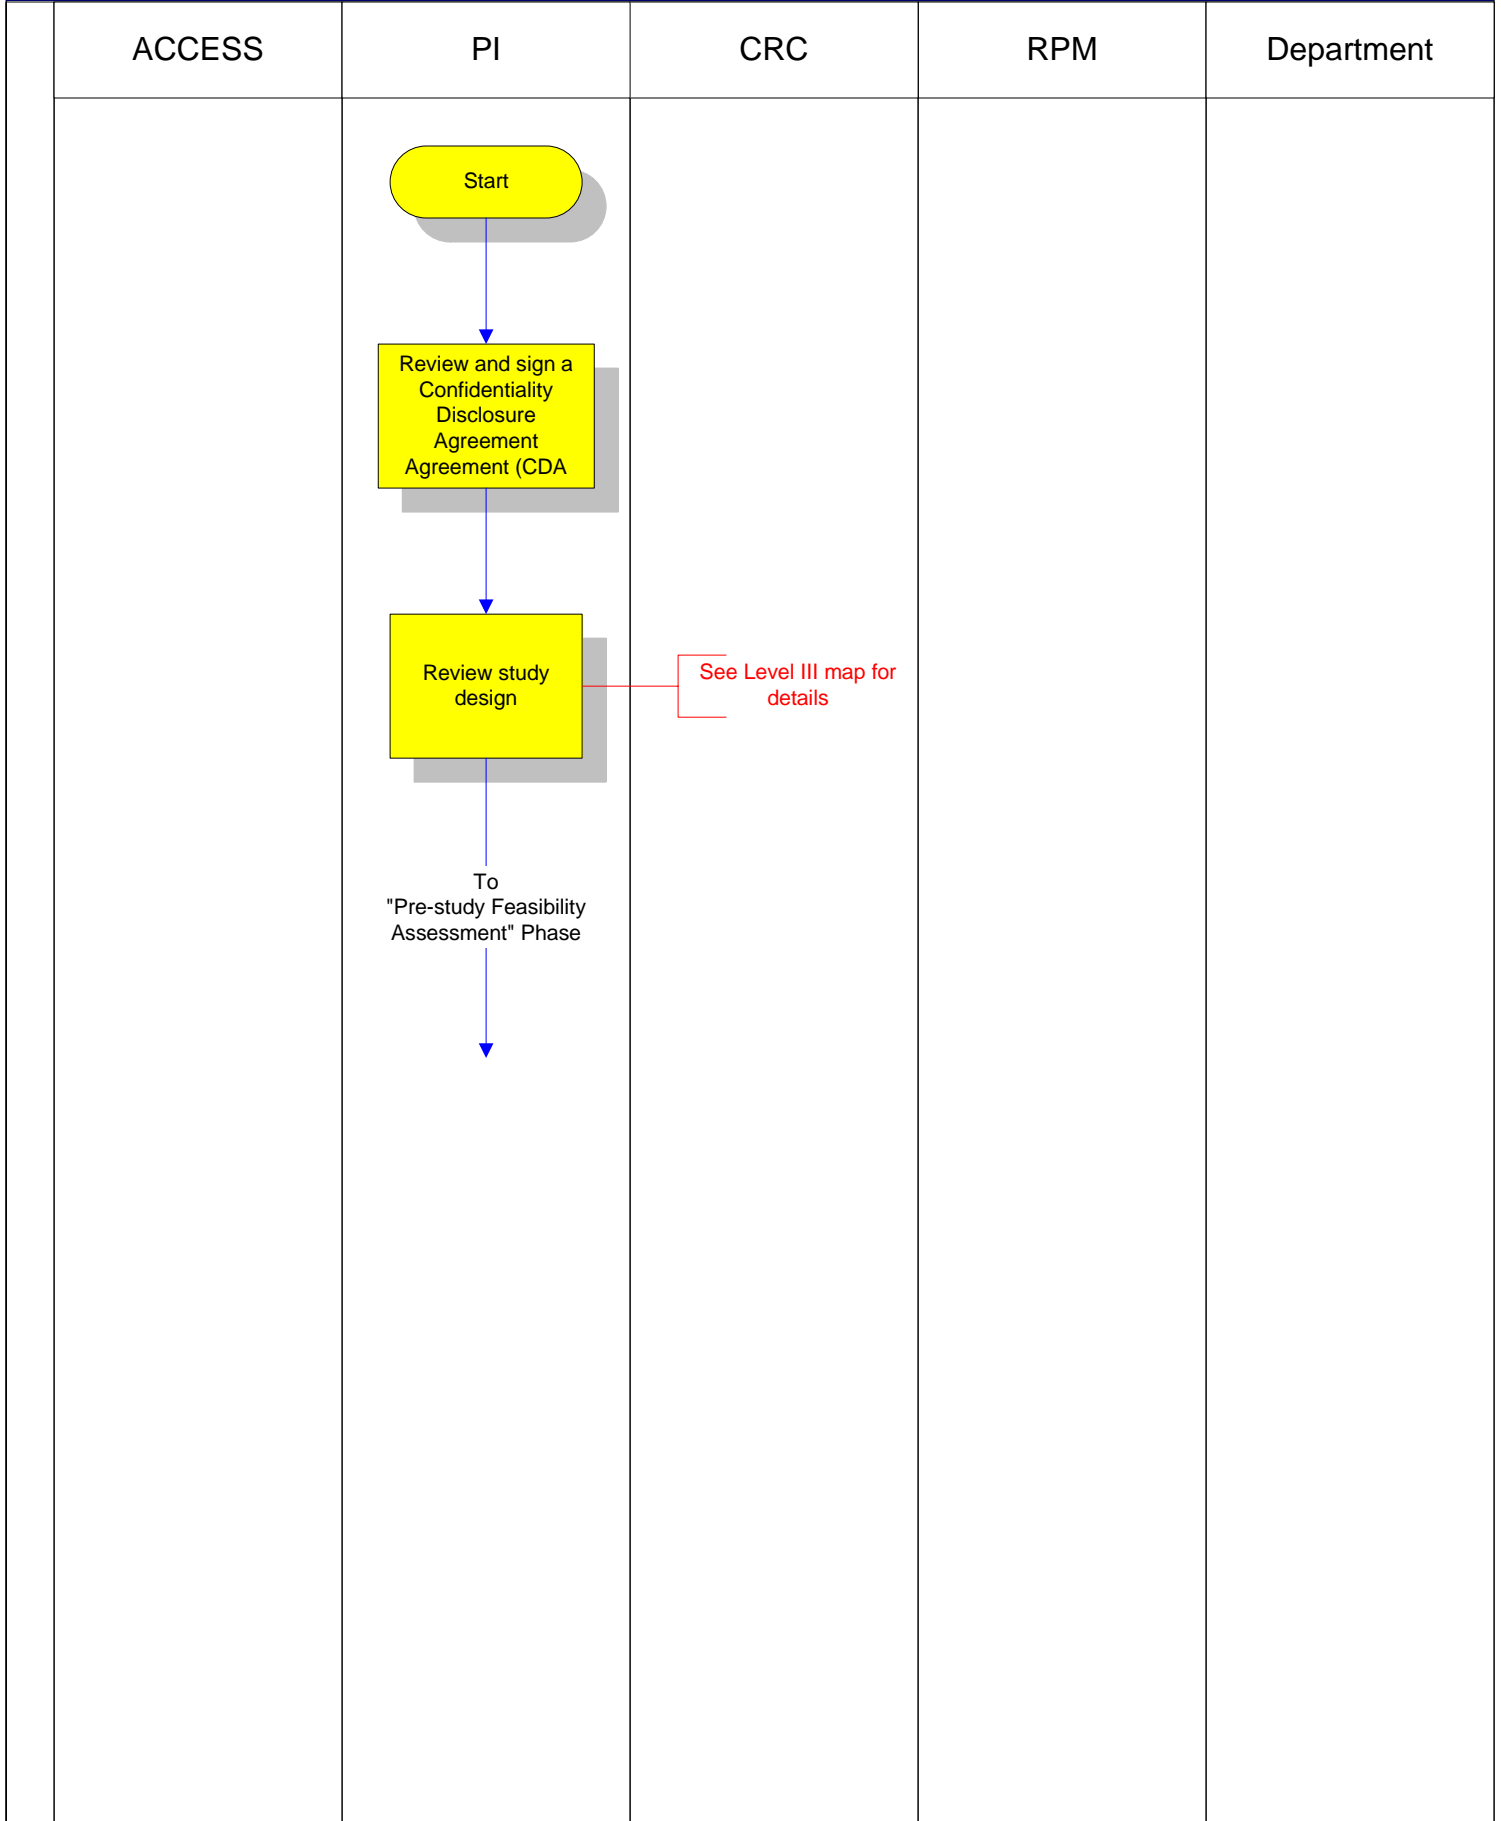 ACCESS
PI
CRC
RPM
Department
Start
Review and sign a
Confidentiality
Disclosure
Agreement
Agreement (CDA
Review study
design
See Level III map for
details
To
"Pre-study Feasibility
Assessment" Phase